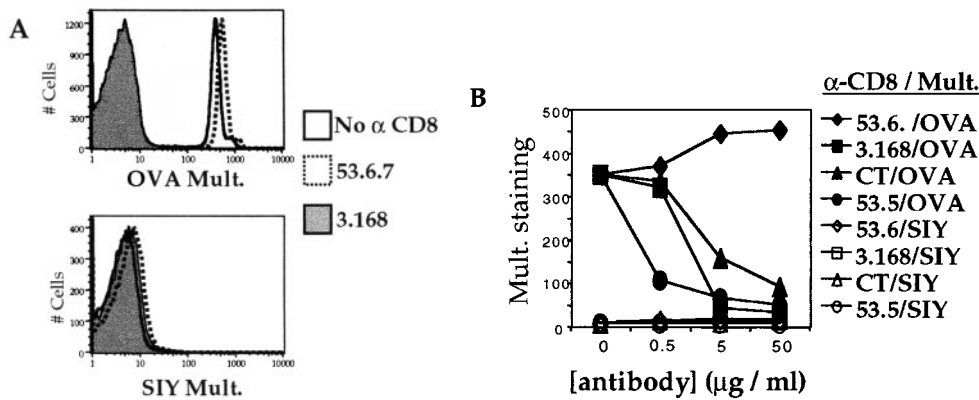 A
# Cells
1200
900
600
300
0
1 10 100 1000 10000
OVA Mult.
No α CD8
53.6.7
3.168
# Cells
400
300
200
100
0
1 10 100 1000 10000
SIY Mult.
B
Mult. staining
500
400
300
200
100
0
0 0.5 5 50
[antibody] (μg / ml)
α-CD8 / Mult.
53.6. /OVA
3.168/OVA
CT/OVA
53.5/OVA
53.6/SIY
3.168/SIY
CT/SIY
53.5/SIY